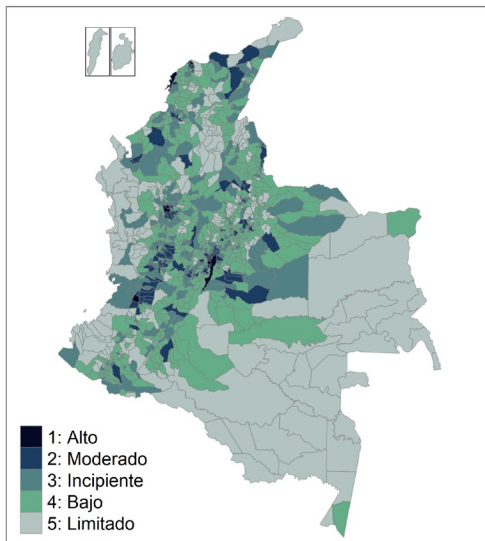 1: Alto
2: Moderado
3: Incipiente
4: Bajo
5: Limitado